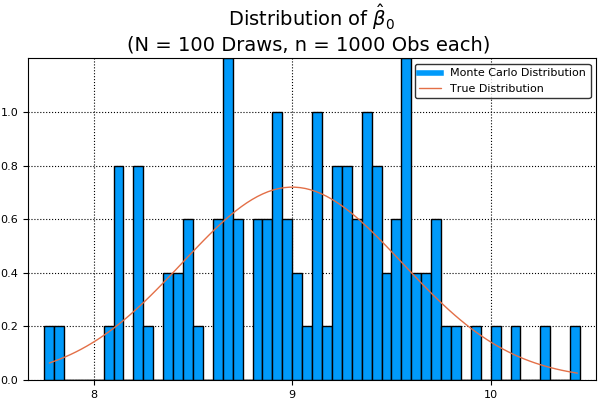 Distribution of β̂₀
(N = 100 Draws, n = 1000 Obs each)
Monte Carlo Distribution
True Distribution
1.0
0.8
0.6
0.4
0.2
0.0
8 9 10